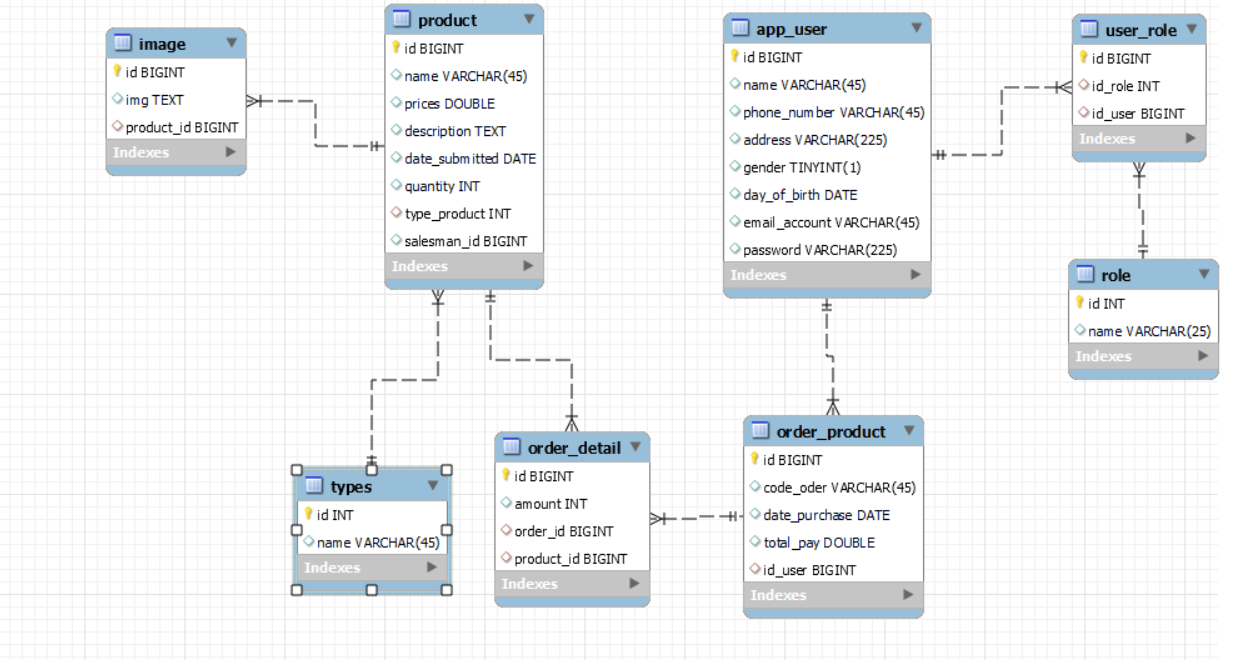 image
id BIGINT
img TEXT
product_id BIGINT
Indexes
product
id BIGINT
name VARCHAR(45)
prices DOUBLE
description TEXT
date_submitted DATE
quantity INT
type_product INT
salesman_id BIGINT
Indexes
app_user
id BIGINT
name VARCHAR(45)
phone_number VARCHAR(45)
address VARCHAR(225)
gender TINYINT(1)
day_of_birth DATE
email_account VARCHAR(45)
password VARCHAR(225)
Indexes
user_role
id BIGINT
id_role INT
id_user BIGINT
Indexes
role
id INT
name VARCHAR(25)
Indexes
types
id INT
name VARCHAR(45)
Indexes
order_detail
id BIGINT
amount INT
order_id BIGINT
product_id BIGINT
Indexes
order_product
id BIGINT
code_oder VARCHAR(45)
date_purchase DATE
total_pay DOUBLE
id_user BIGINT
Indexes